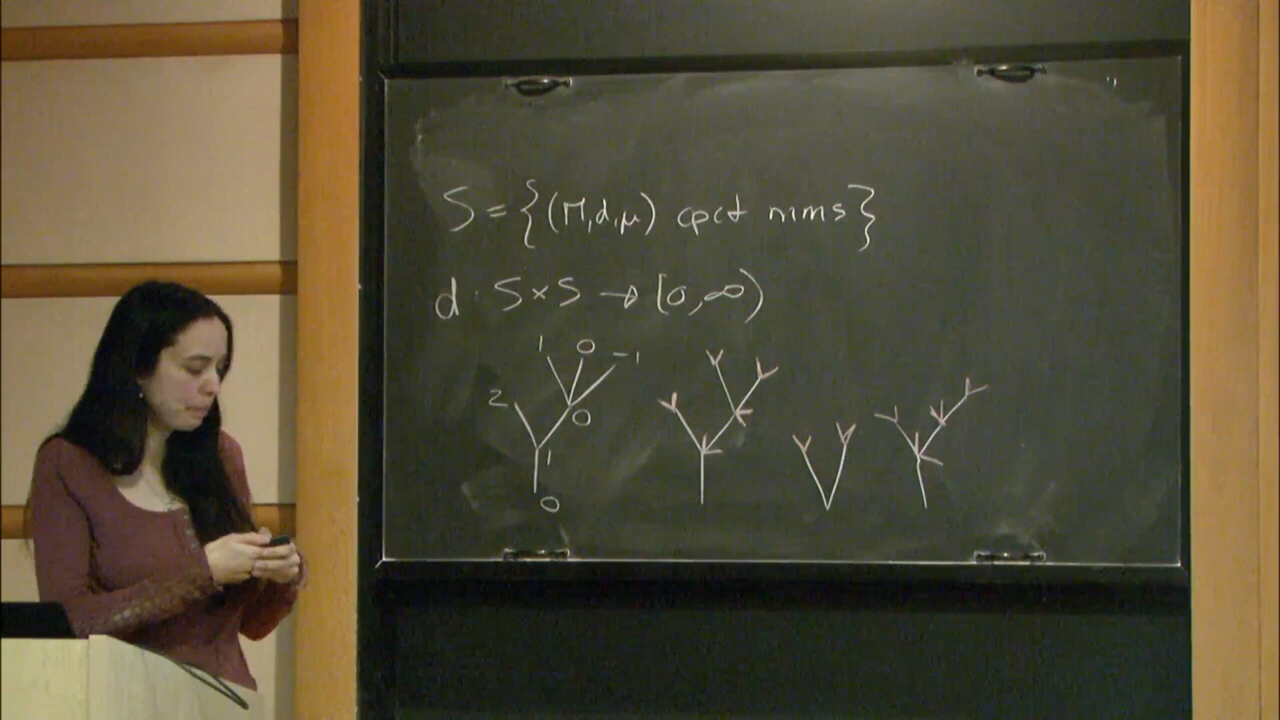 S = {(M,d,μ) cpct mms}
d : S×S → [0,∞)
1 0 -1
2
0
1
0